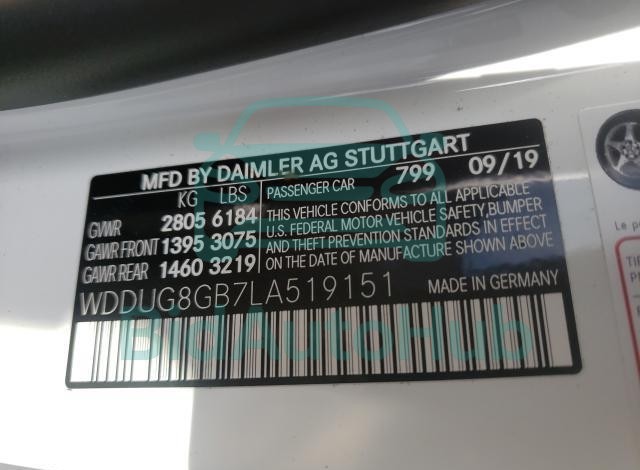 MFD BY DAIMLER AG STUTTGART
KG LBS
GVWR 2805 6184
GAWR FRONT 1395 3075
GAWR REAR 1460 3219
PASSENGER CAR 799 09/19
THIS VEHICLE CONFORMS TO ALL APPLICABLE
U.S. FEDERAL MOTOR VEHICLE SAFETY, BUMPER
AND THEFT PREVENTION STANDARDS IN EFFECT
ON THE DATE OF MANUFACTURE SHOWN ABOVE.
WDDUG8GB7LA519151 MADE IN GERMANY
BidAutoHub
Le p
TIR